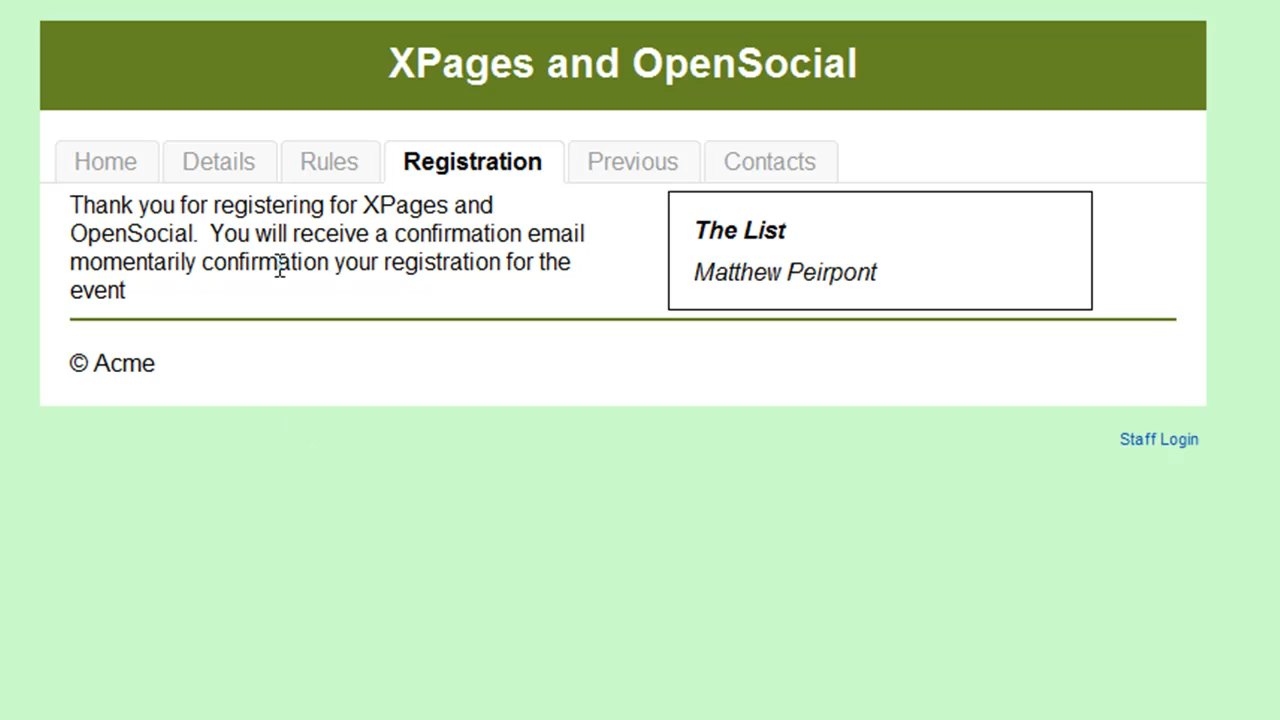 XPages and OpenSocial
Home Details Rules Registration Previous Contacts
Thank you for registering for XPages and
OpenSocial. You will receive a confirmation email
momentarily confirmation your registration for the
event
The List
Matthew Peirpont
© Acme
Staff Login